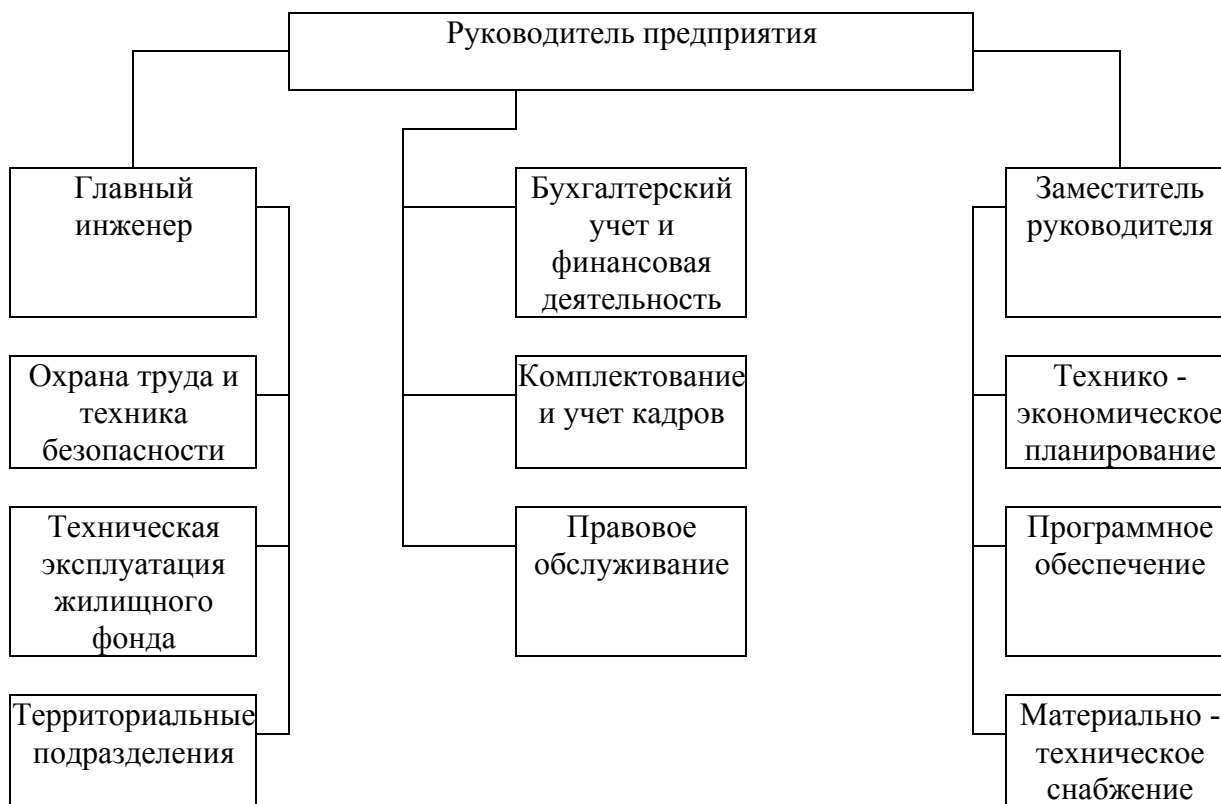 Руководитель предприятия
Главный
инженер
Бухгалтерский
учет и
финансовая
деятельность
Заместитель
руководителя
Охрана труда и
техника
безопасности
Комплектование
и учет кадров
Технико -
экономическое
планирование
Техническая
эксплуатация
жилищного
фонда
Правовое
обслуживание
Программное
обеспечение
Территориальные
подразделения
Материально -
техническое
снабжение